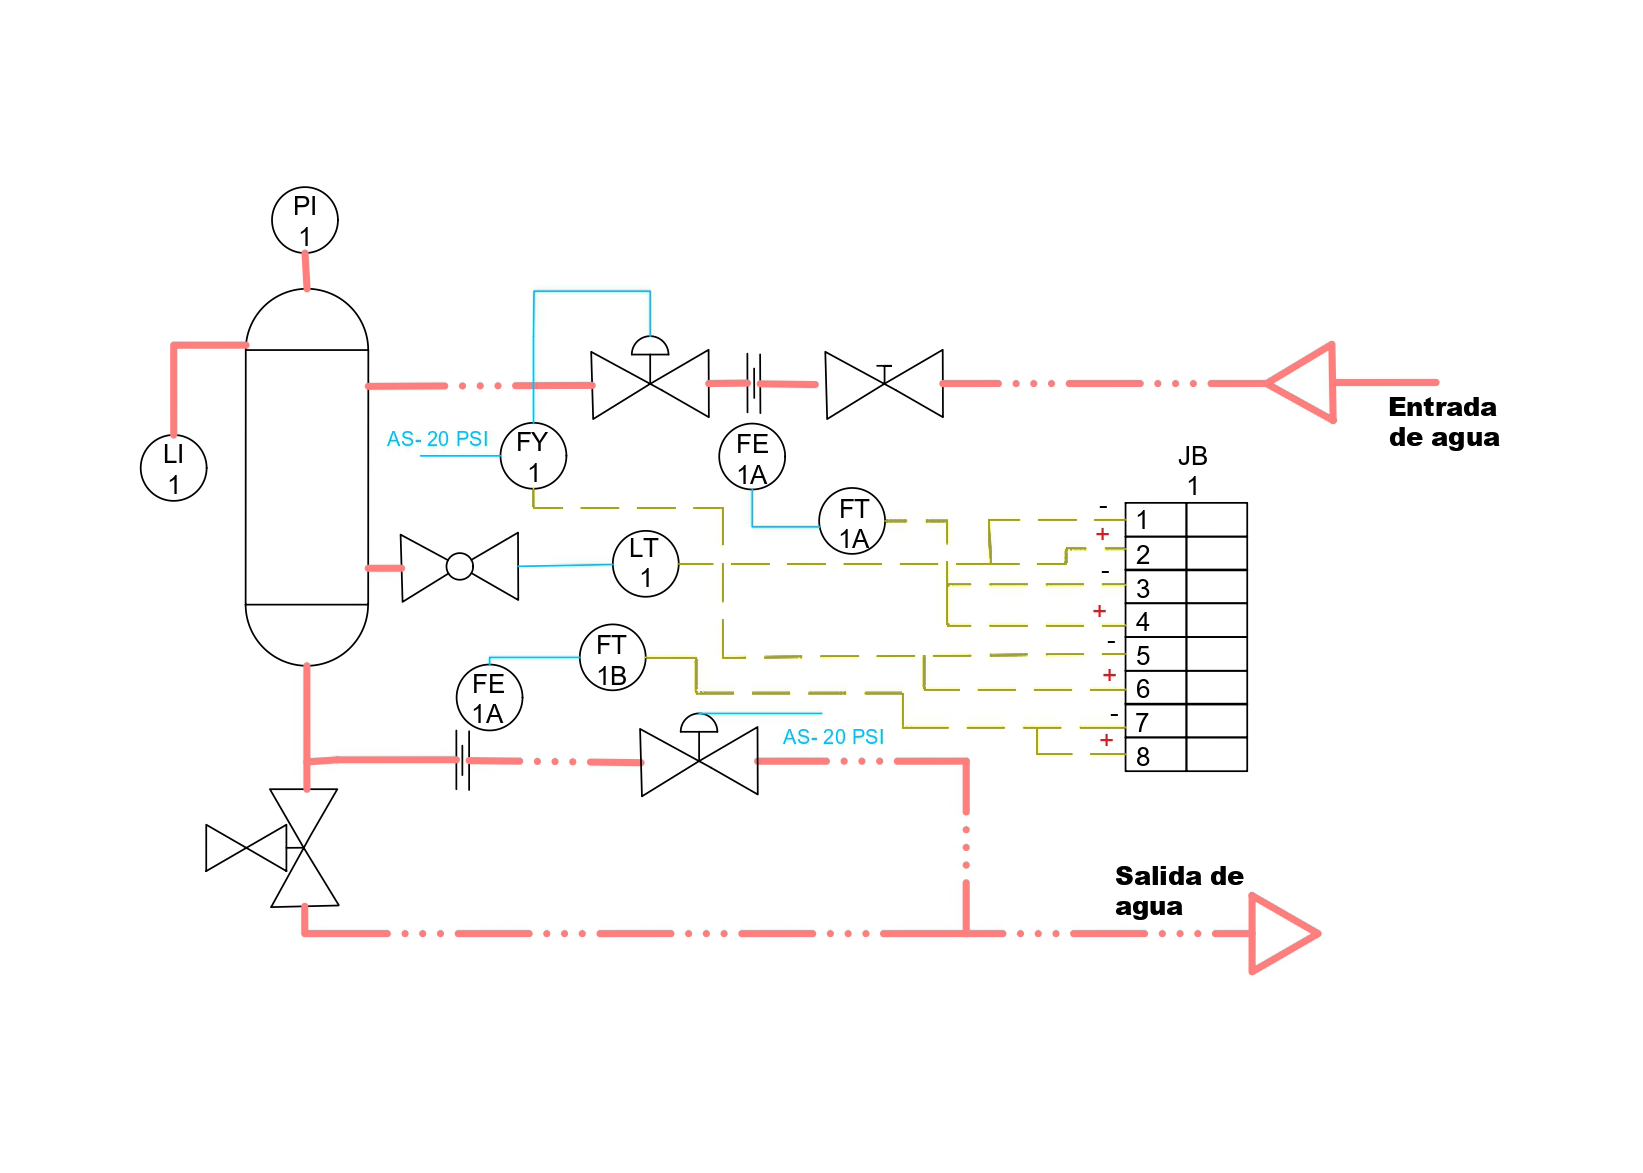 PI
1
LI
1
AS- 20 PSI
FY
1
FE
1A
FT
1A
LT
1
FT
1B
FE
1A
AS- 20 PSI
Entrada
de agua
JB
1
-
1
+
2
-
3
+
4
-
5
+
6
-
7
+
8
Salida de
agua